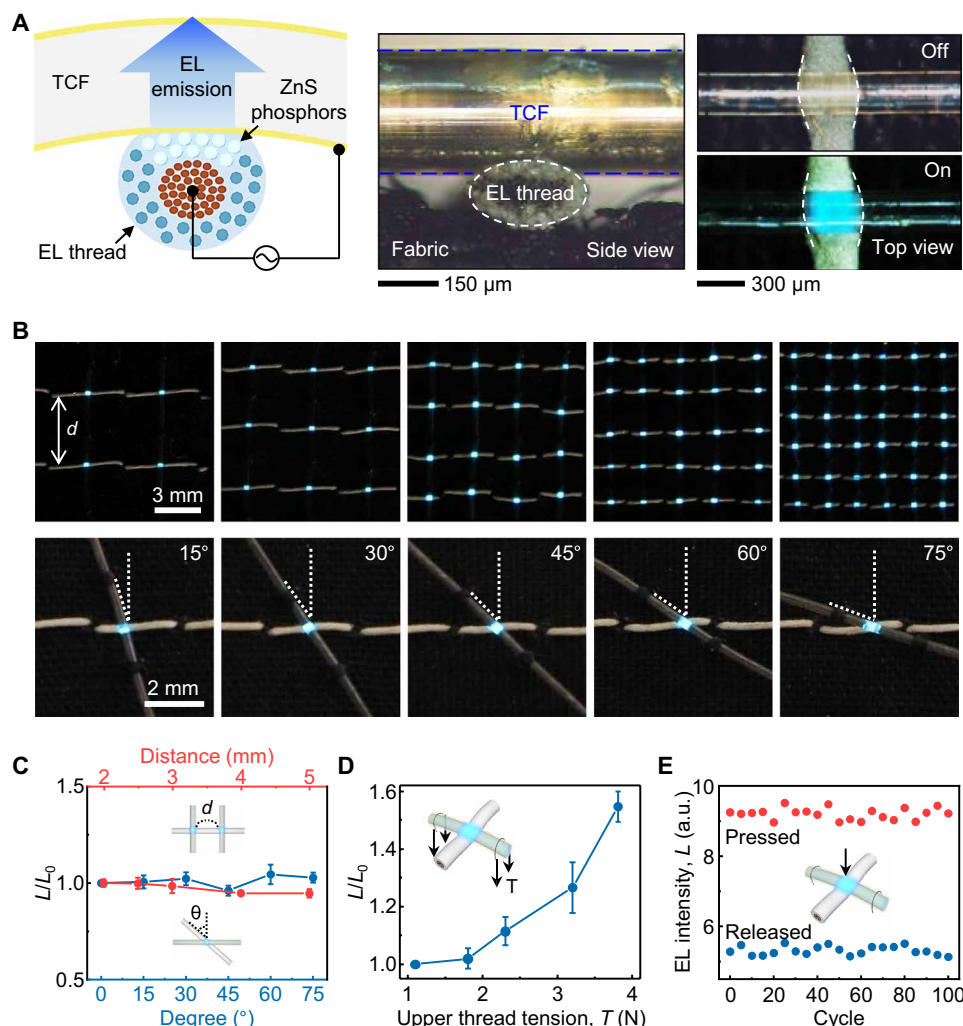 A
EL
emission
TCF
ZnS
phosphors
EL thread
TCF
EL thread
Fabric
Side view
150 µm
Off
On
Top view
300 µm
B
d
3 mm
15°
30°
45°
60°
75°
2 mm
C
Distance (mm)
2 3 4 5
1.5
1.0
0.5
L/L0
d
θ
0 15 30 45 60 75
Degree (°)
D
1.6
1.4
1.2
1.0
L/L0
T
1 2 3 4
Upper thread tension, T (N)
E
10
8
6
EL intensity, L (a.u.)
Pressed
Released
0 20 40 60 80 100
Cycle